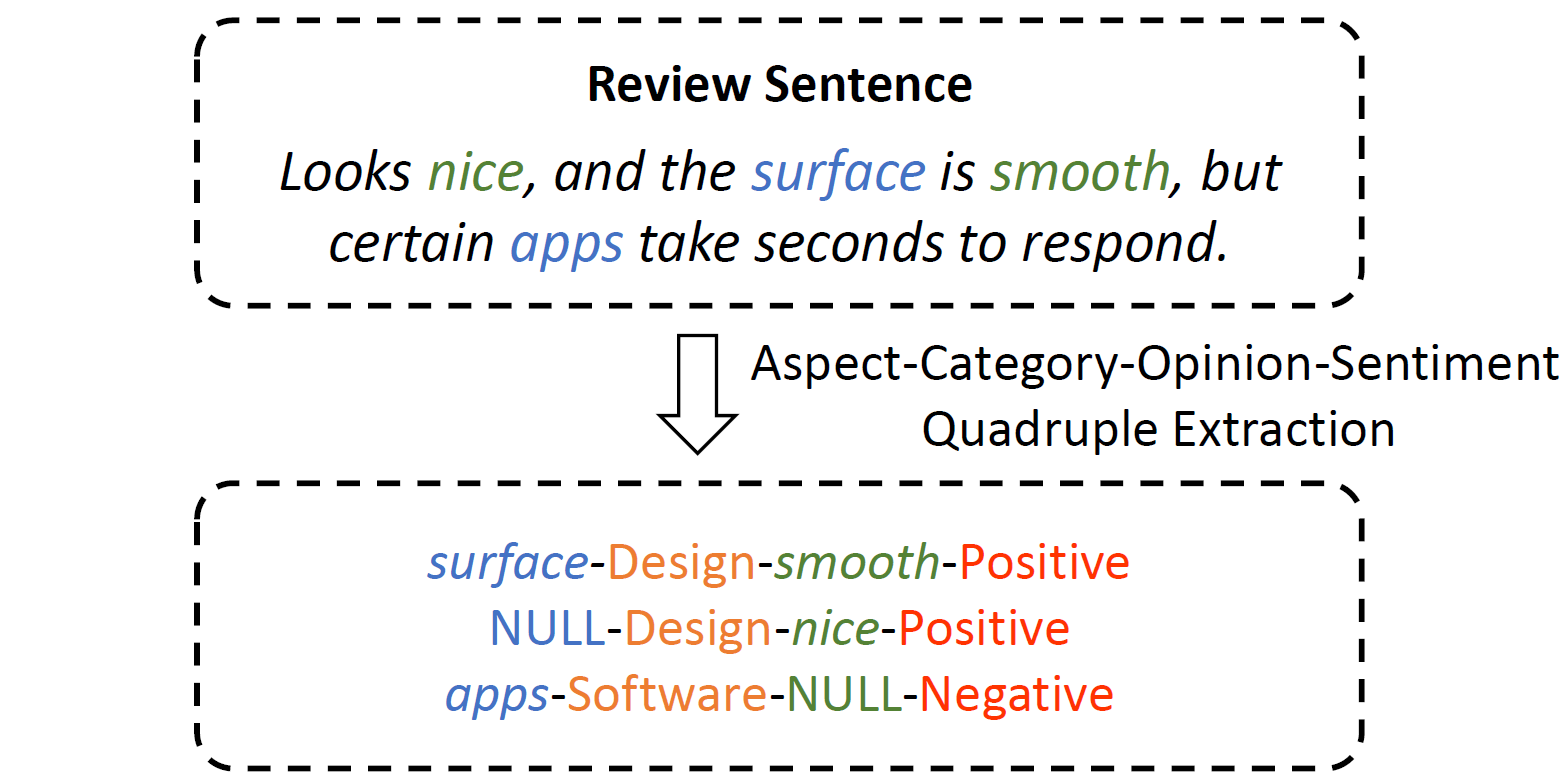 Review Sentence
Looks nice, and the surface is smooth, but
certain apps take seconds to respond.
Aspect-Category-Opinion-Sentiment
Quadruple Extraction
surface-Design-smooth-Positive
NULL-Design-nice-Positive
apps-Software-NULL-Negative